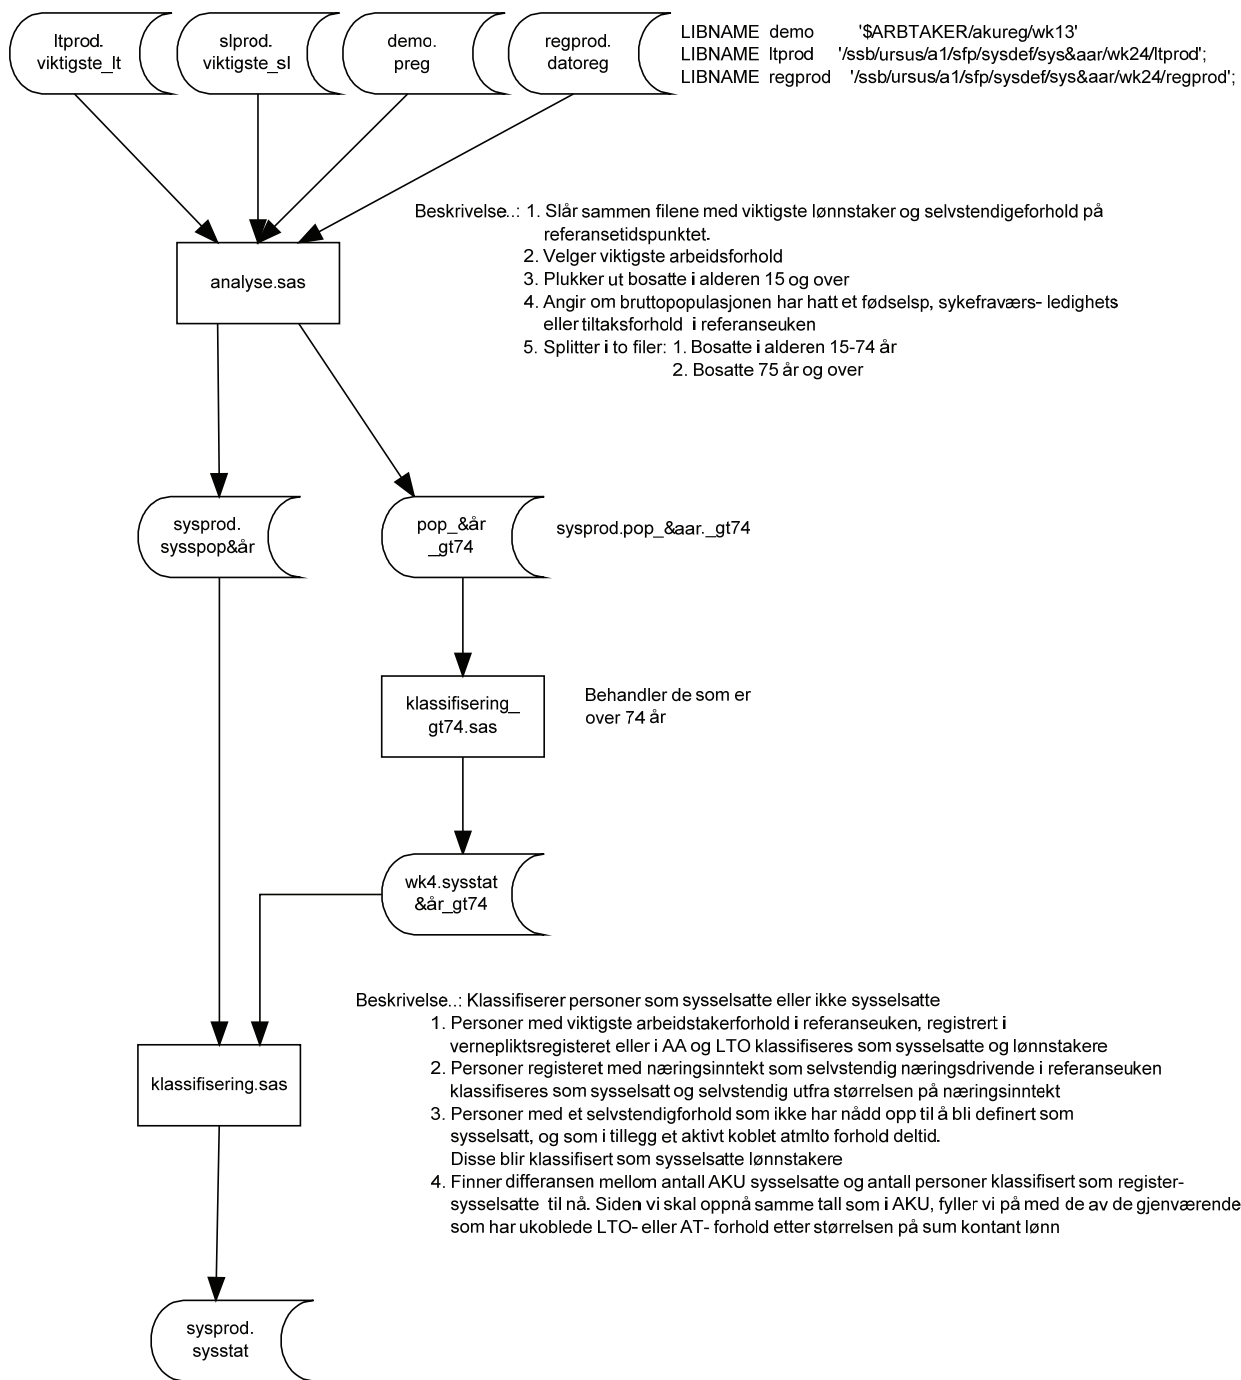 ltprod.
viktigste_lt
slprod.
viktigste_sl
demo.
preg
regprod.
datoreg
LIBNAME demo '$ARBTAKER/akureg/wk13'
LIBNAME ltprod '/ssb/ursus/a1/sfp/sysdef/sys&aar/wk24/ltprod';
LIBNAME regprod '/ssb/ursus/a1/sfp/sysdef/sys&aar/wk24/regprod';
Beskrivelse..: 1. Slår sammen filene med viktigste lønnstaker og selvstendigeforhold på
referansetidspunktet.
2. Velger viktigste arbeidsforhold
3. Plukker ut bosatte i alderen 15 og over
4. Angir om bruttopopulasjonen har hatt et fødselsp, sykefraværs- ledighets
eller tiltaksforhold i referanseuken
5. Splitter i to filer: 1. Bosatte i alderen 15-74 år
2. Bosatte 75 år og over
analyse.sas
sysprod.
sysspop&år
pop_&år
_gt74
sysprod.pop_&aar._gt74
klassifisering_
gt74.sas
Behandler de som er
over 74 år
wk4.sysstat
&år_gt74
Beskrivelse..: Klassifiserer personer som sysselsatte eller ikke sysselsatte
1. Personer med viktigste arbeidstakerforhold i referanseuken, registrert i
vernepliktsregisteret eller i AA og LTO klassifiseres som sysselsatte og lønnstakere
2. Personer registeret med næringsinntekt som selvstendig næringsdrivende i referanseuken
klassifiseres som sysselsatt og selvstendig utfra størrelsen på næringsinntekt
3. Personer med et selvstendigforhold som ikke har nådd opp til å bli definert som
sysselsatt, og som i tillegg et aktivt koblet atmlto forhold deltid.
Disse blir klassifisert som sysselsatte lønnstakere
4. Finner differansen mellom antall AKU sysselsatte og antall personer klassifisert som register-
sysselsatte til nå. Siden vi skal oppnå samme tall som i AKU, fyller vi på med de av de gjenværende
som har ukoblede LTO- eller AT- forhold etter størrelsen på sum kontant lønn
klassifisering.sas
sysprod.
sysstat